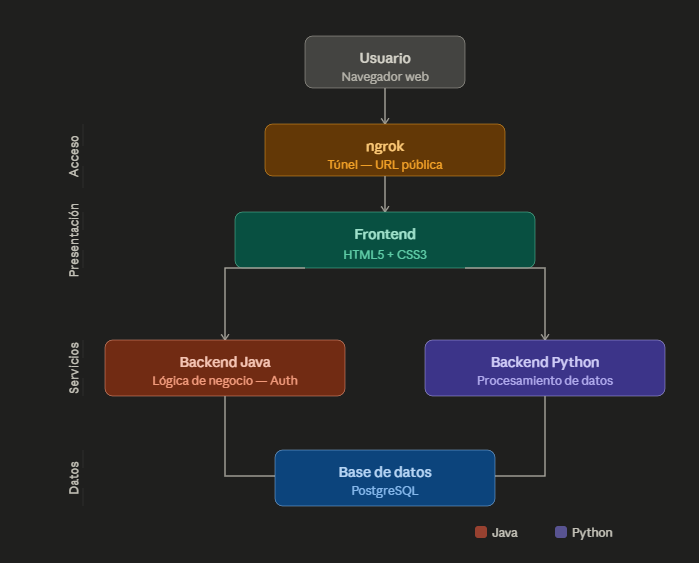 Usuario
Navegador web
Acceso
ngrok
Túnel — URL pública
Presentación
Frontend
HTML5 + CSS3
Servicios
Backend Java
Lógica de negocio — Auth
Backend Python
Procesamiento de datos
Datos
Base de datos
PostgreSQL
Java
Python